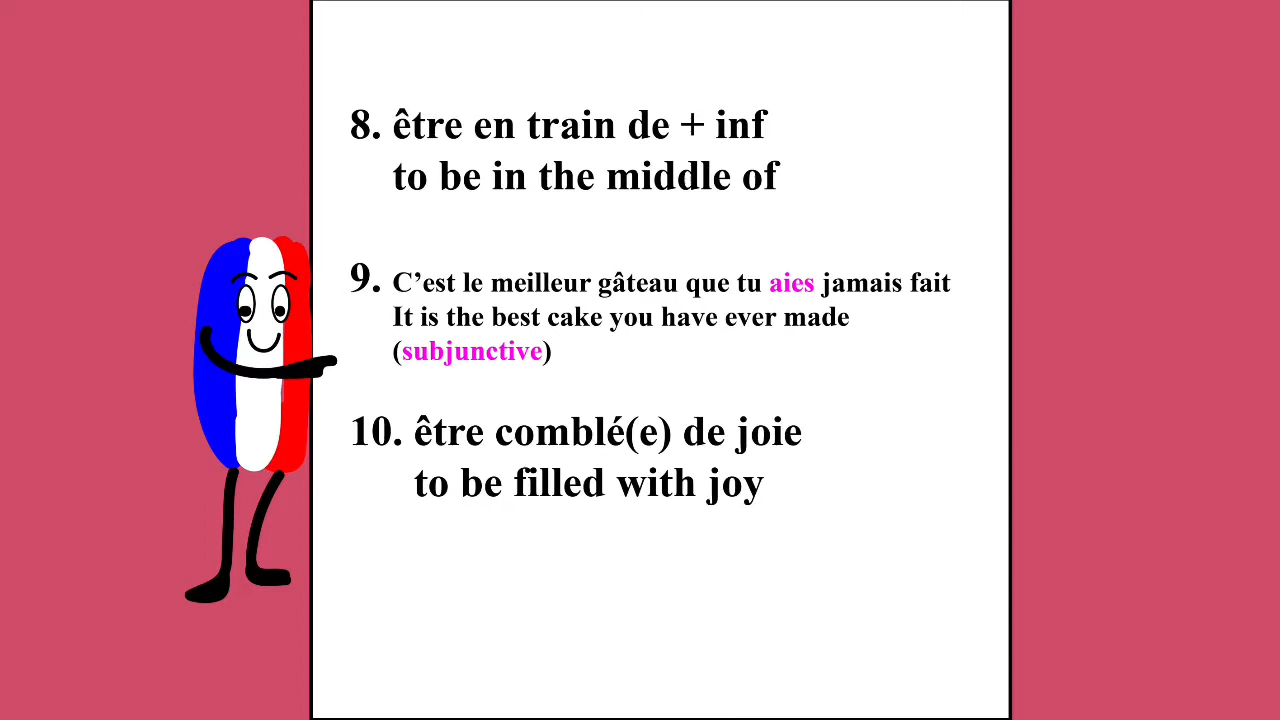 8. être en train de + inf
to be in the middle of
9. C’est le meilleur gâteau que tu aies jamais fait
It is the best cake you have ever made
(subjunctive)
10. être comblé(e) de joie
to be filled with joy